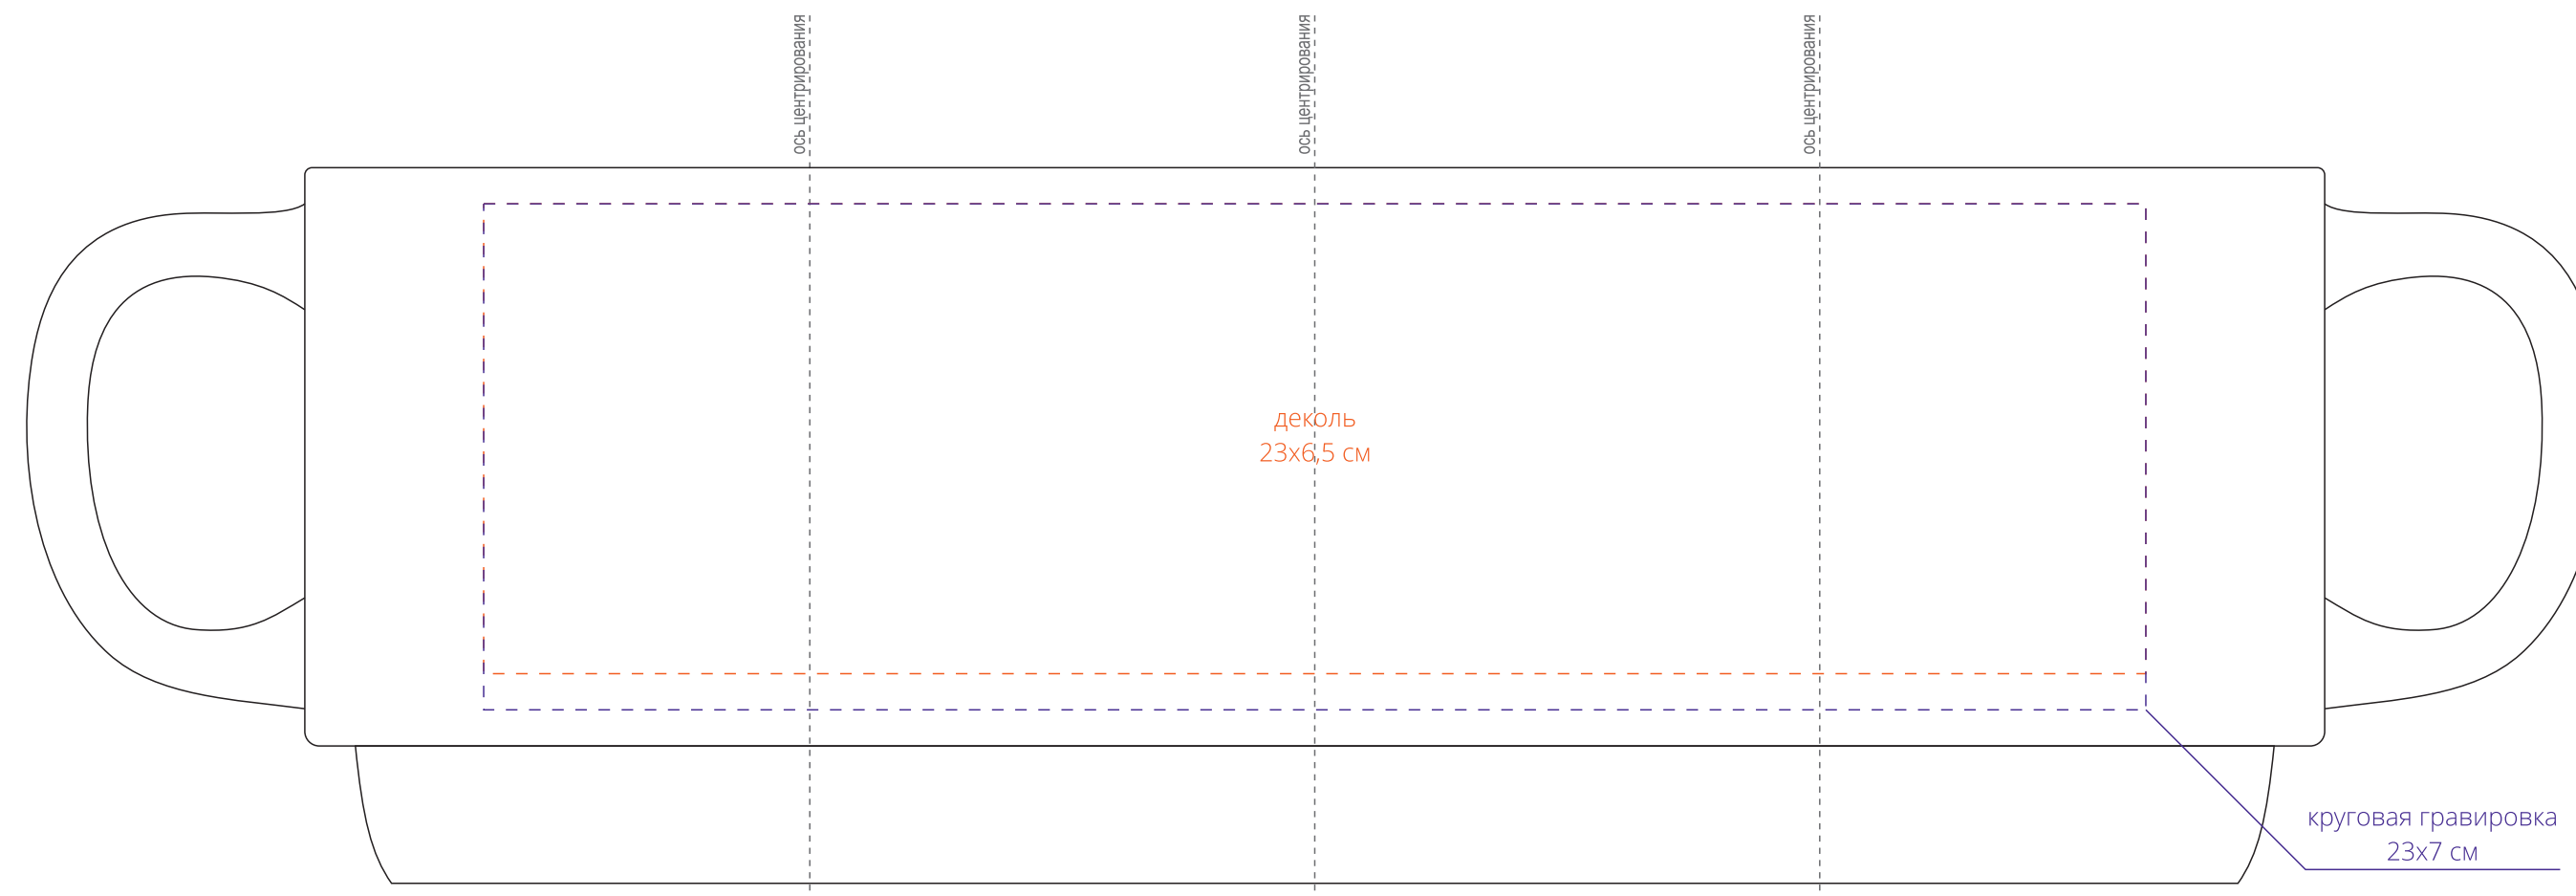 ось центрирования
ось центрирования
ось центрирования
деколь
23х6,5 см
круговая гравировка
23х7 см